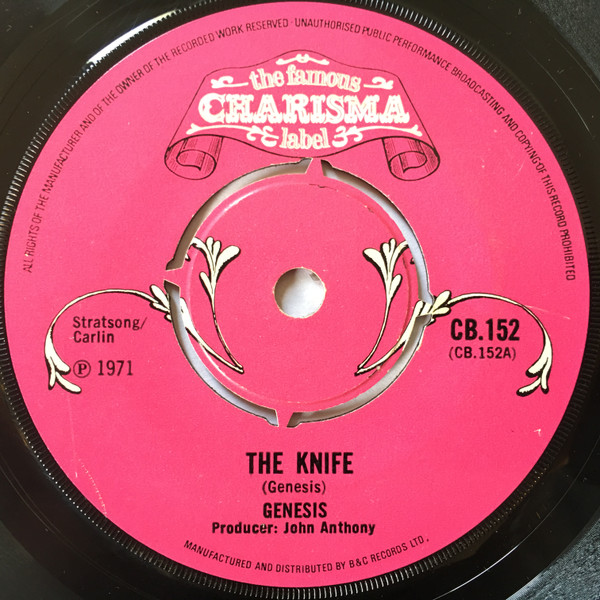 ALL RIGHTS OF THE MANUFACTURER AND OF THE OWNER OF THE RECORDED WORK RESERVED · UNAUTHORISED PUBLIC PERFORMANCE BROADCASTING AND COPYING OF THIS RECORD PROHIBITED
the famous
CHARISMA
label
Stratsong/
Carlin
℗ 1971
CB.152
(CB.152A)
THE KNIFE
(Genesis)
GENESIS
Producer: John Anthony
MANUFACTURED AND DISTRIBUTED BY B&C RECORDS LTD.